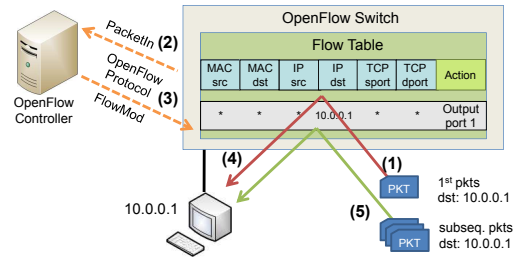 OpenFlow Switch
Flow Table
MAC src
MAC dst
IP src
IP dst
TCP sport
TCP dport
Action
* * * 10.0.0.1 * * Output port 1
PacketIn (2)
OpenFlow Protocol
(3)
FlowMod
OpenFlow Controller
(4)
(1)
(5)
10.0.0.1
PKT
1st pkts
dst: 10.0.0.1
PKT
subseq. pkts
dst: 10.0.0.1